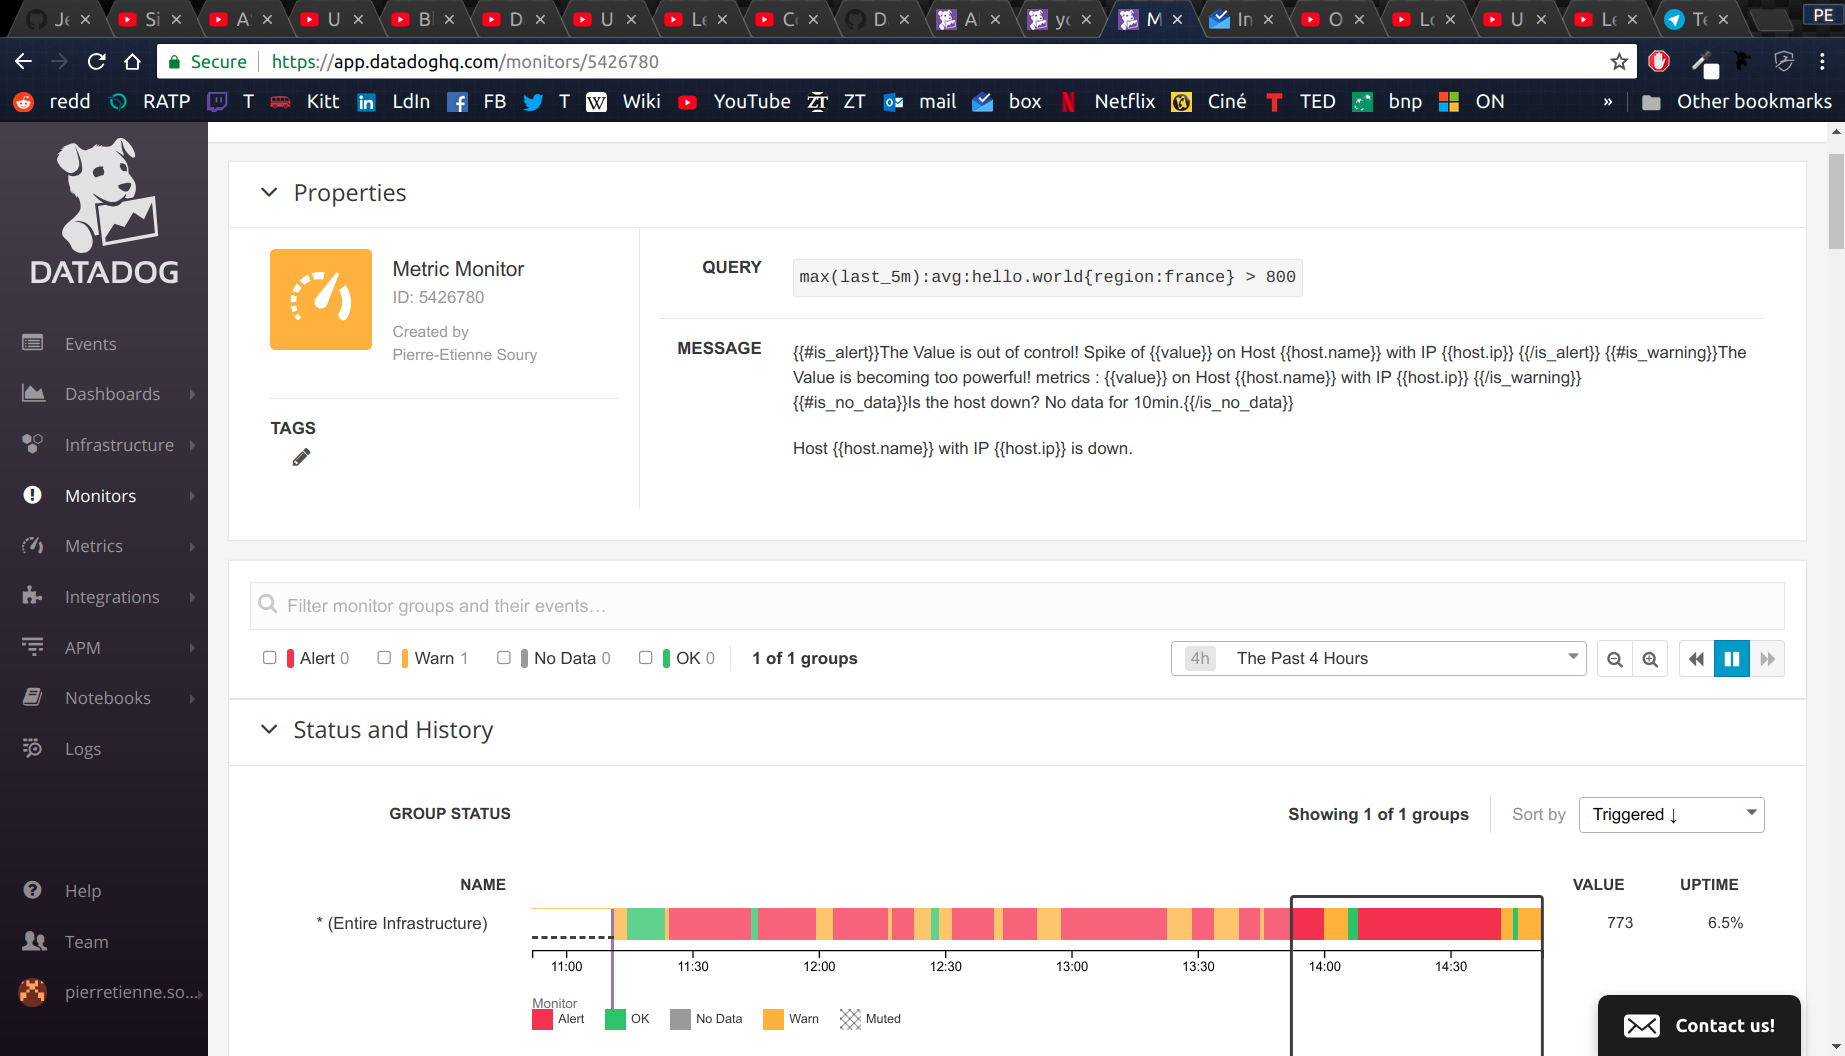 PE
Secure https://app.datadoghq.com/monitors/5426780
redd RATP T Kitt LdIn FB T Wiki YouTube ZT mail box Netflix Ciné TED bnp ON » Other bookmarks
DATADOG
Events
Dashboards
Infrastructure
Monitors
Metrics
Integrations
APM
Notebooks
Logs
Help
Team
pierretienne.so...
Properties
Metric Monitor
ID: 5426780
Created by
Pierre-Etienne Soury
TAGS
QUERY max(last_5m):avg:hello.world{region:france} > 800
MESSAGE {{#is_alert}}The Value is out of control! Spike of {{value}} on Host {{host.name}} with IP {{host.ip}} {{/is_alert}} {{#is_warning}}The
Value is becoming too powerful! metrics : {{value}} on Host {{host.name}} with IP {{host.ip}} {{/is_warning}}
{{#is_no_data}}Is the host down? No data for 10min.{{/is_no_data}}
Host {{host.name}} with IP {{host.ip}} is down.
Filter monitor groups and their events…
Alert 0 Warn 1 No Data 0 OK 0 1 of 1 groups 4h The Past 4 Hours
Status and History
GROUP STATUS Showing 1 of 1 groups Sort by Triggered ↓
NAME VALUE UPTIME
* (Entire Infrastructure) 773 6.5%
11:00 11:30 12:00 12:30 13:00 13:30 14:00 14:30
Monitor
Alert OK No Data Warn Muted
Contact us!